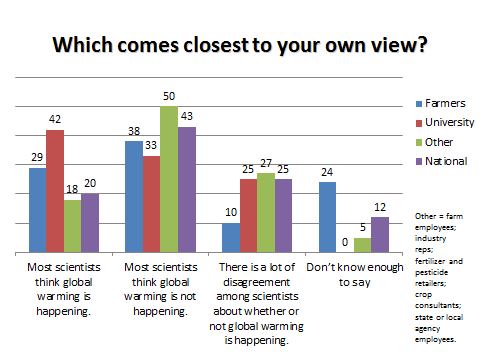 Which comes closest to your own view?
29
42
18
20
38
33
50
43
10
25
27
25
24
0
5
12
Most scientists
think global
warming is
happening.
Most scientists
think global
warming is not
happening.
There is a lot of
disagreement
among scientists
about whether or
not global warming
is happening.
Don't know enough
to say
Farmers
University
Other
National
Other = farm
employees;
industry
reps;
fertilizer and
pesticide
retailers;
crop
consultants;
state or local
agency
employees.